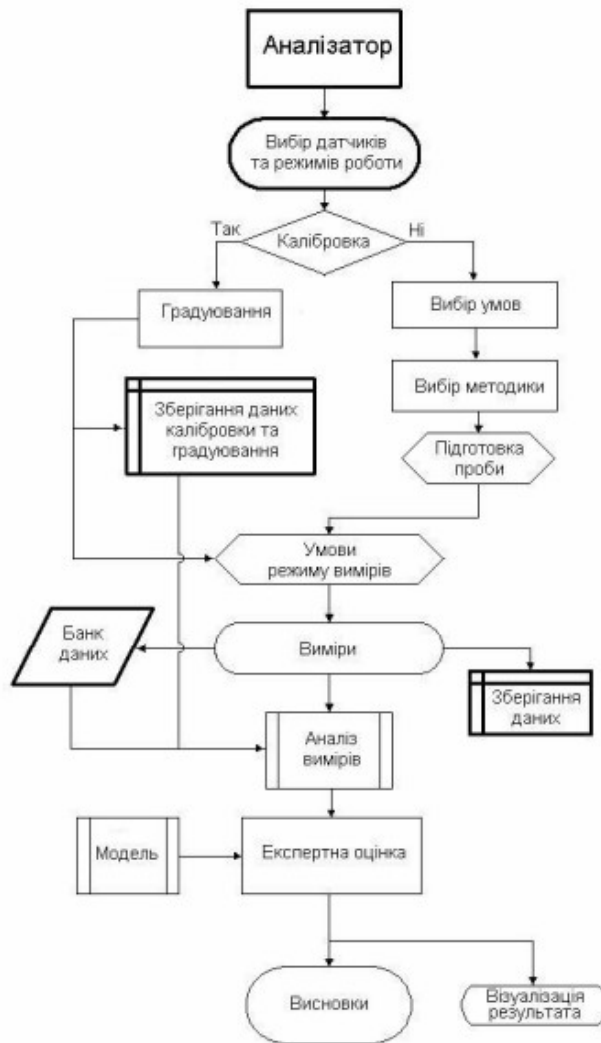 Аналізатор
Вибір датчиків
та режимів роботи
Так
Калібровка
Ні
Градуювання
Вибір умов
Вибір методики
Зберігання даних
калібровки та
градуювання
Підготовка
проби
Умови
режиму вимірів
Банк
даних
Виміри
Зберігання
даних
Аналіз
вимірів
Модель
Експертна оцінка
Висновки
Візуалізація
результата